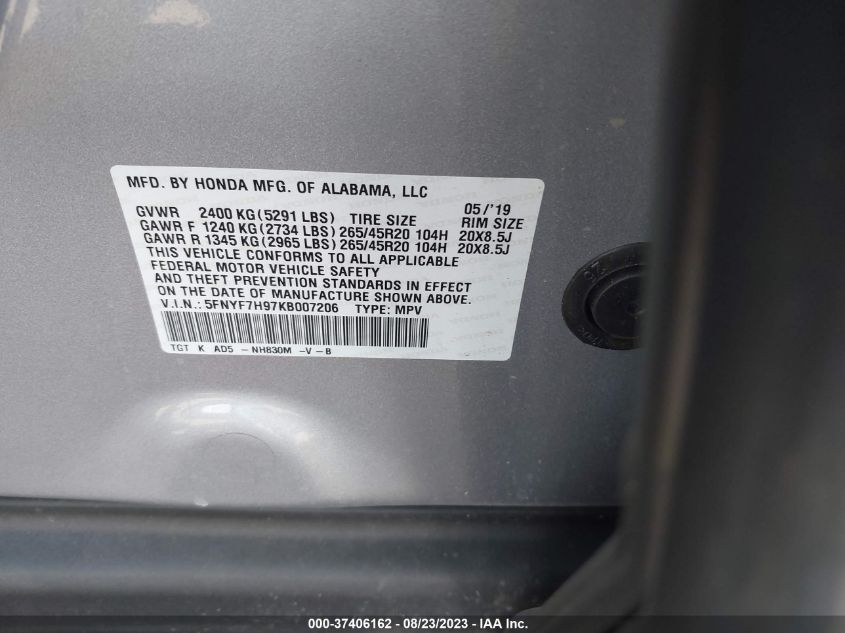 MFD. BY HONDA MFG. OF ALABAMA, LLC
05/'19
GVWR 2400 KG(5291 LBS) TIRE SIZE RIM SIZE
GAWR F 1240 KG(2734 LBS)265/45R20 104H 20X8.5J
GAWR R 1345 KG(2965 LBS)265/45R20 104H 20X8.5J
THIS VEHICLE CONFORMS TO ALL APPLICABLE
FEDERAL MOTOR VEHICLE SAFETY
AND THEFT PREVENTION STANDARDS IN EFFECT
ON THE DATE OF MANUFACTURE SHOWN ABOVE.
V.I.N.: 5FNYF7H97KB007206 TYPE: MPV
TGT K AD5 -NH830M -V-B
000-37406162 - 08/23/2023 - IAA Inc.